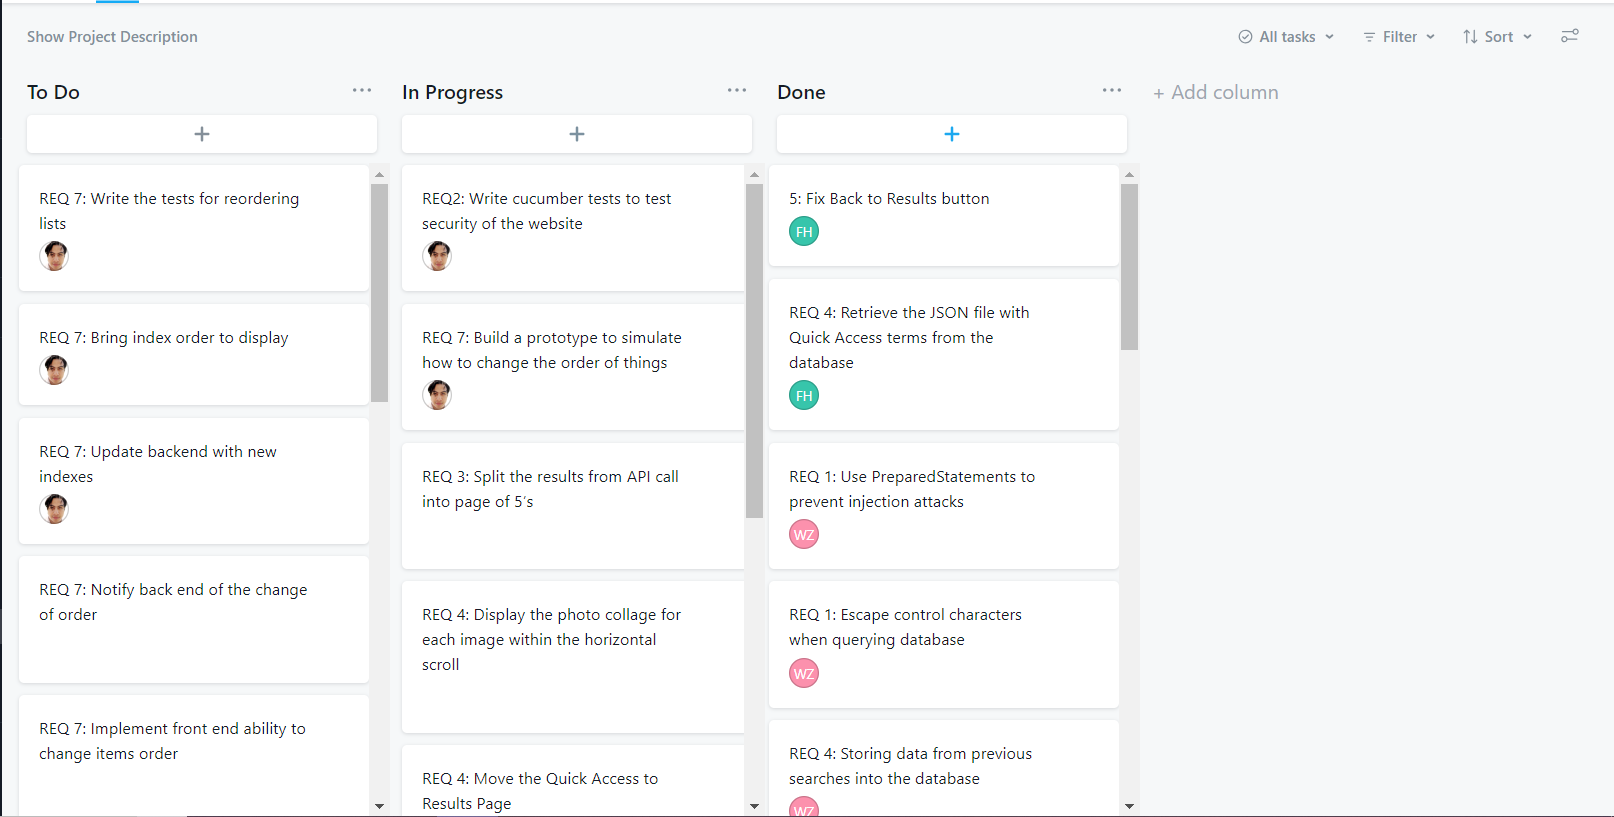 Show Project Description
All tasks
Filter
Sort
To Do
In Progress
Done
+ Add column
REQ 7: Write the tests for reordering
lists
REQ 7: Bring index order to display
REQ 7: Update backend with new
indexes
REQ 7: Notify back end of the change
of order
REQ 7: Implement front end ability to
change items order
REQ2: Write cucumber tests to test
security of the website
REQ 7: Build a prototype to simulate
how to change the order of things
REQ 3: Split the results from API call
into page of 5's
REQ 4: Display the photo collage for
each image within the horizontal
scroll
REQ 4: Move the Quick Access to
Results Page
5: Fix Back to Results button
FH
REQ 4: Retrieve the JSON file with
Quick Access terms from the
database
FH
REQ 1: Use PreparedStatements to
prevent injection attacks
WZ
REQ 1: Escape control characters
when querying database
WZ
REQ 4: Storing data from previous
searches into the database
WZ